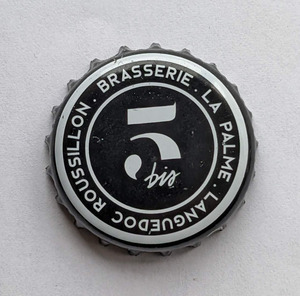 BRASSERIE · LA PALME · LANGUEDOC ROUSSILLON ·
5
bis